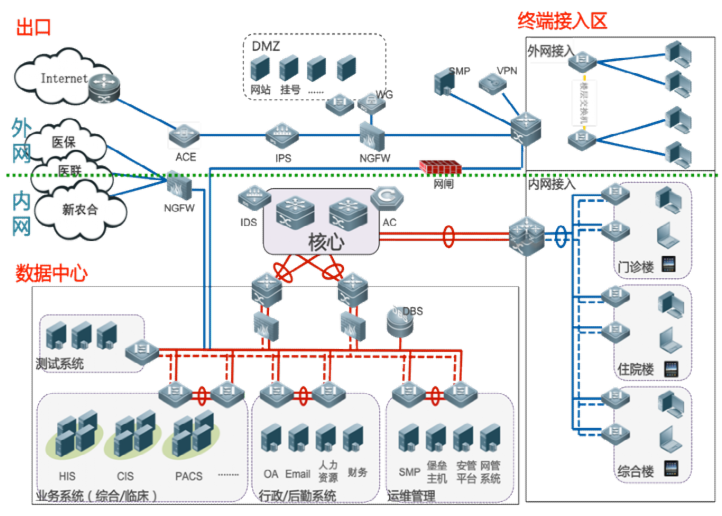 出口
终端接入区
DMZ
网站
挂号
......
WG
SMP
VPN
外网接入
楼层交换机
Internet
ACE
IPS
NGFW
外网
医保
医联
新农合
NGFW
网闸
内网
内网接入
IDS
AC
核心
门诊楼
数据中心
DBS
测试系统
住院楼
HIS
CIS
PACS
........
业务系统（综合/临床）
OA
Email
人力
资源
财务
行政/后勤系统
SMP
堡垒
主机
安管
平台
网管
系统
运维管理
综合楼